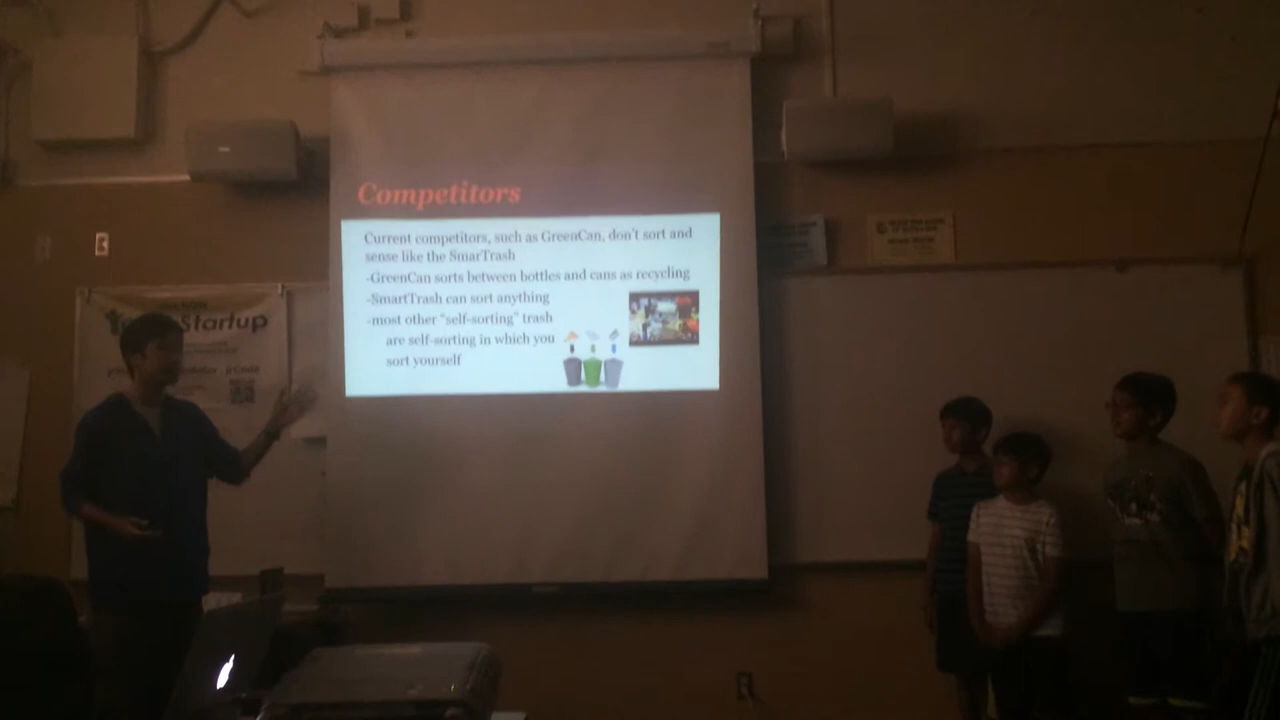 Competitors
Current competitors, such as GreenCan, don't sort and
sense like the SmarTrash
-GreenCan sorts between bottles and cans as recycling
-SmartTrash can sort anything
-most other "self-sorting" trash
are self-sorting in which you
sort yourself
Startup